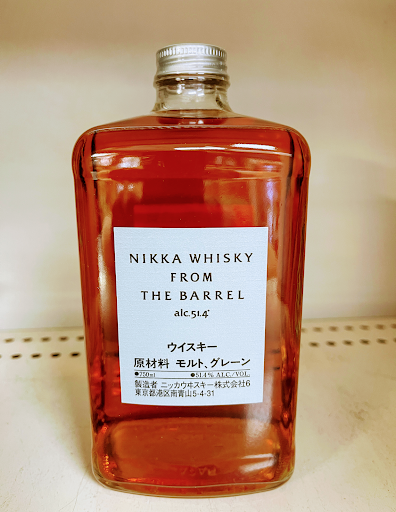 NIKKA WHISKY
FROM
THE BARREL
alc.51.4°
ウイスキー
原材料 モルト、グレーン
●750ml ●51.4% ALC./VOL.
製造者 ニッカウヰスキー株式会社6
東京都港区南青山5-4-31